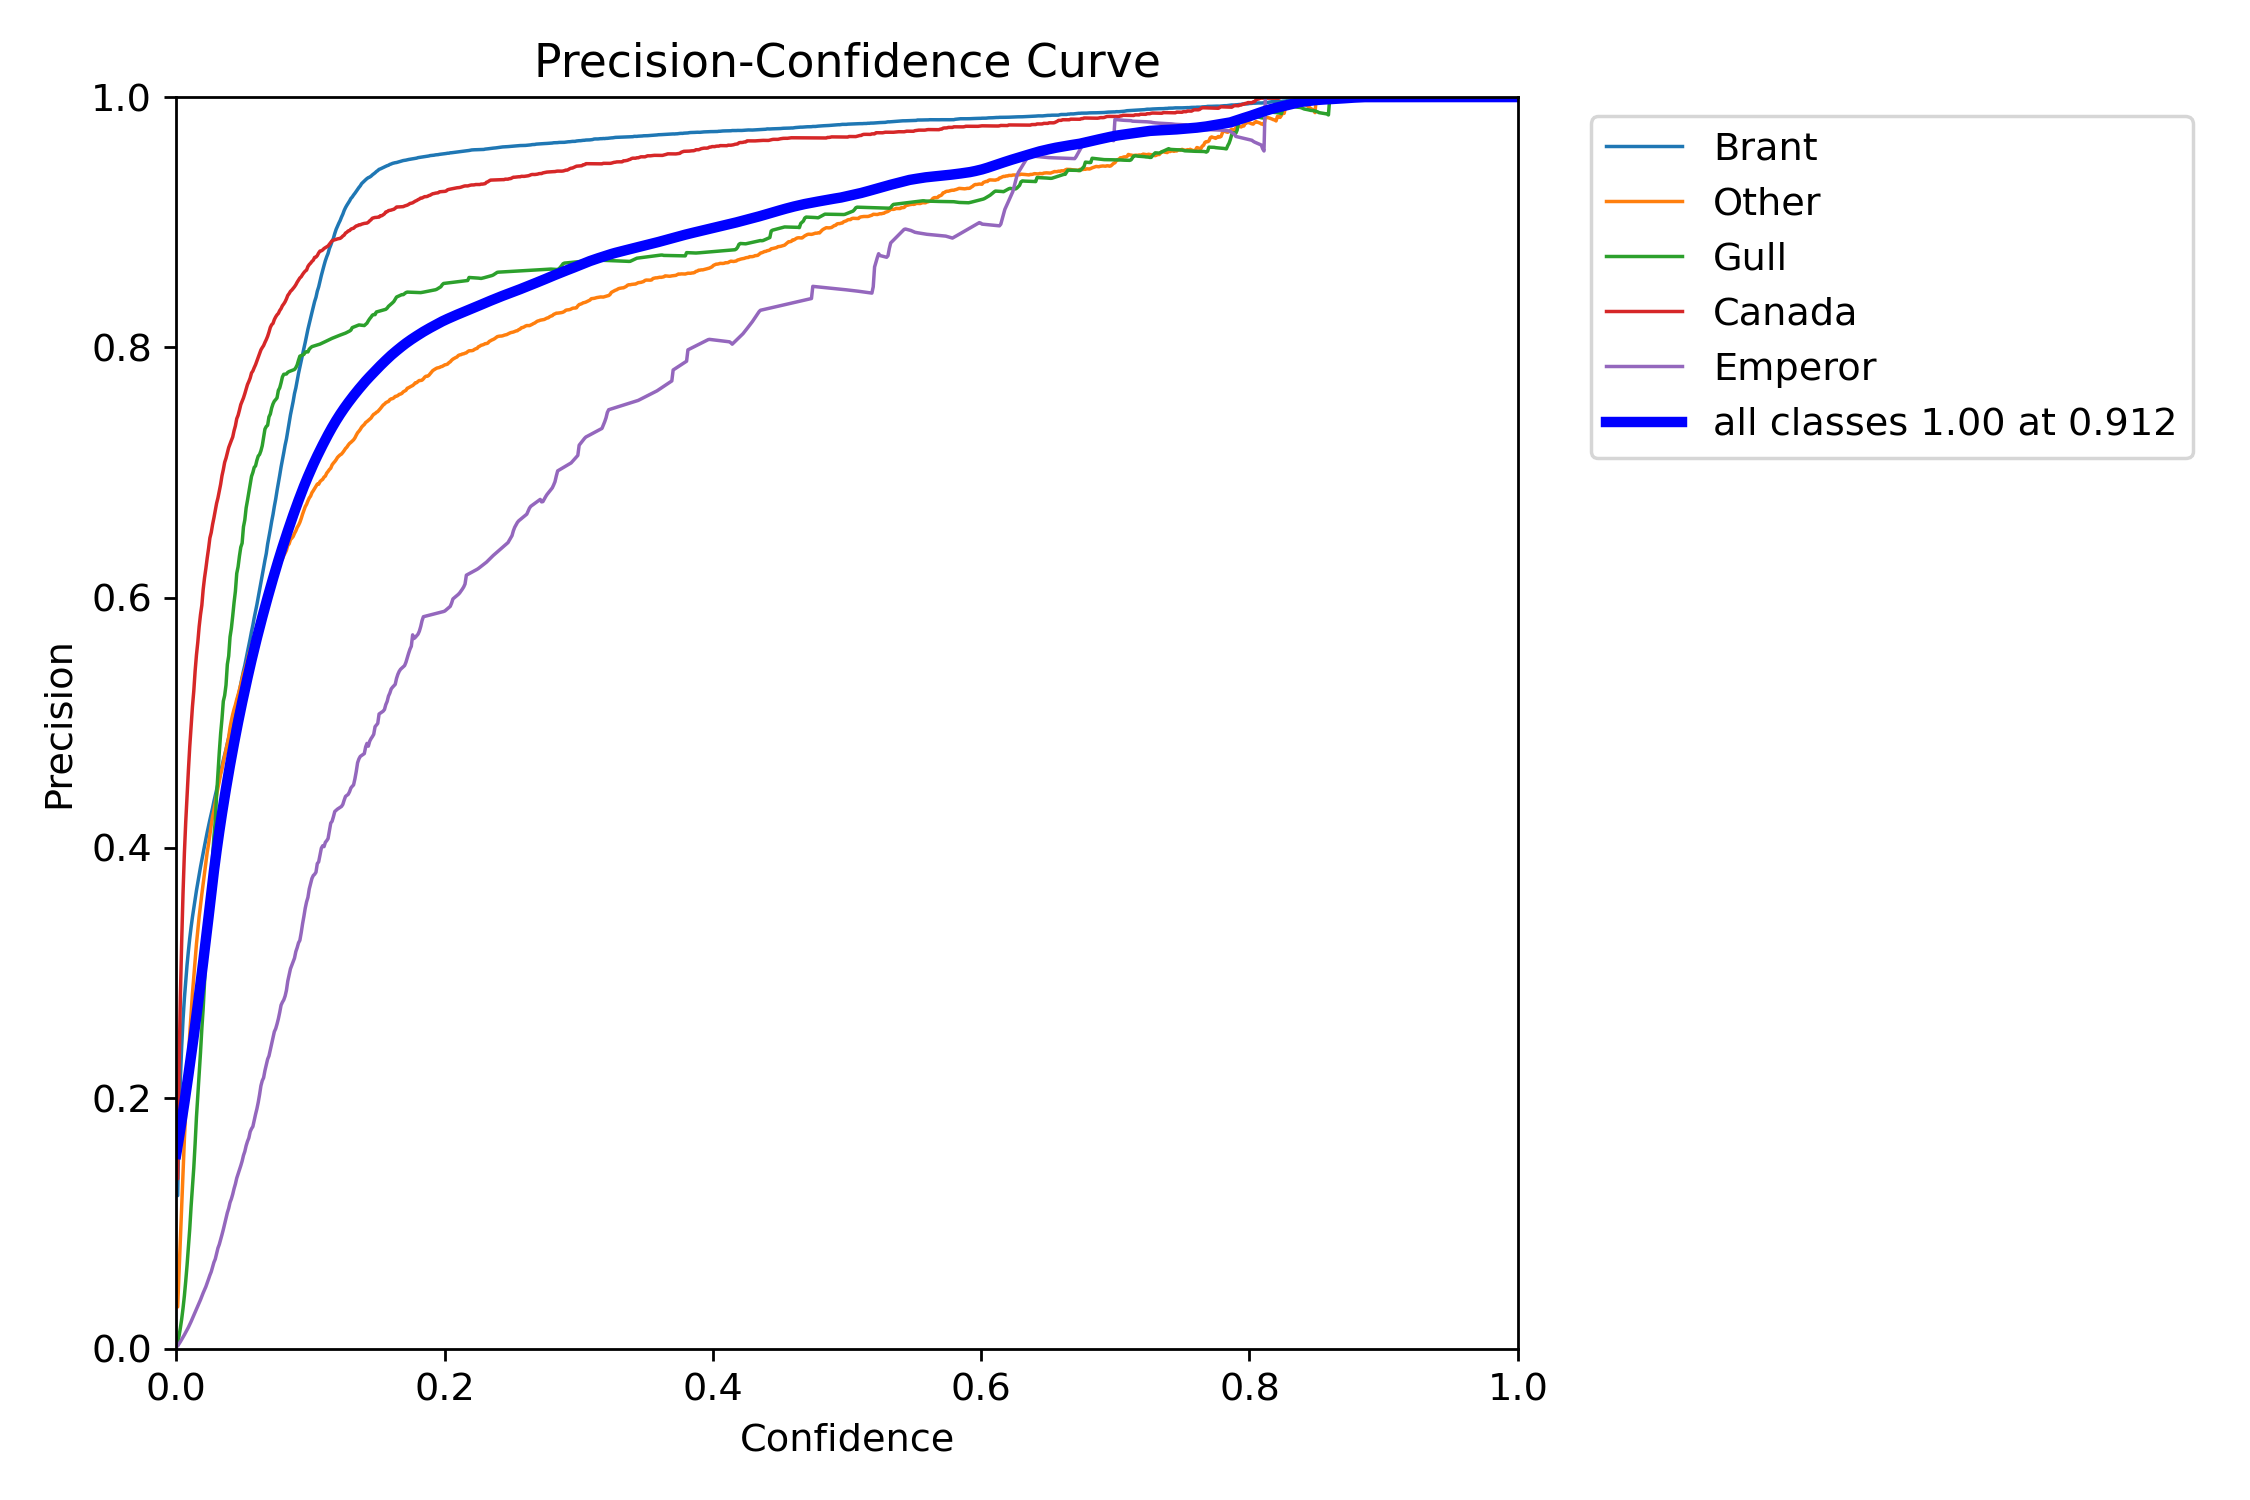 Precision-Confidence Curve
1.0
0.8
0.6
0.4
0.2
0.0
Precision
0.0 0.2 0.4 0.6 0.8 1.0
Confidence
Brant
Other
Gull
Canada
Emperor
all classes 1.00 at 0.912